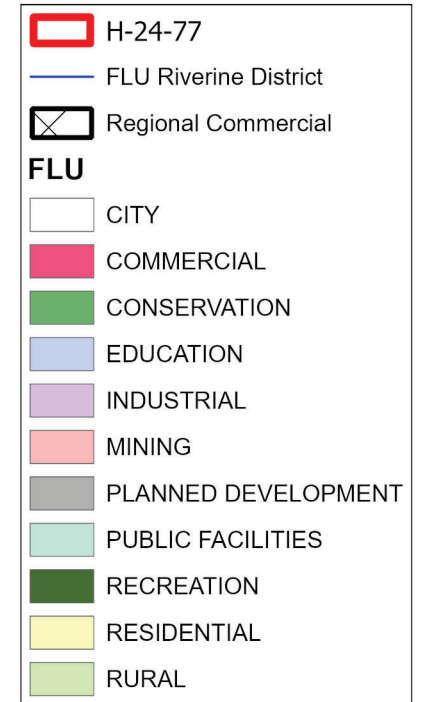 H-24-77
FLU Riverine District
Regional Commercial
FLU
CITY
COMMERCIAL
CONSERVATION
EDUCATION
INDUSTRIAL
MINING
PLANNED DEVELOPMENT
PUBLIC FACILITIES
RECREATION
RESIDENTIAL
RURAL